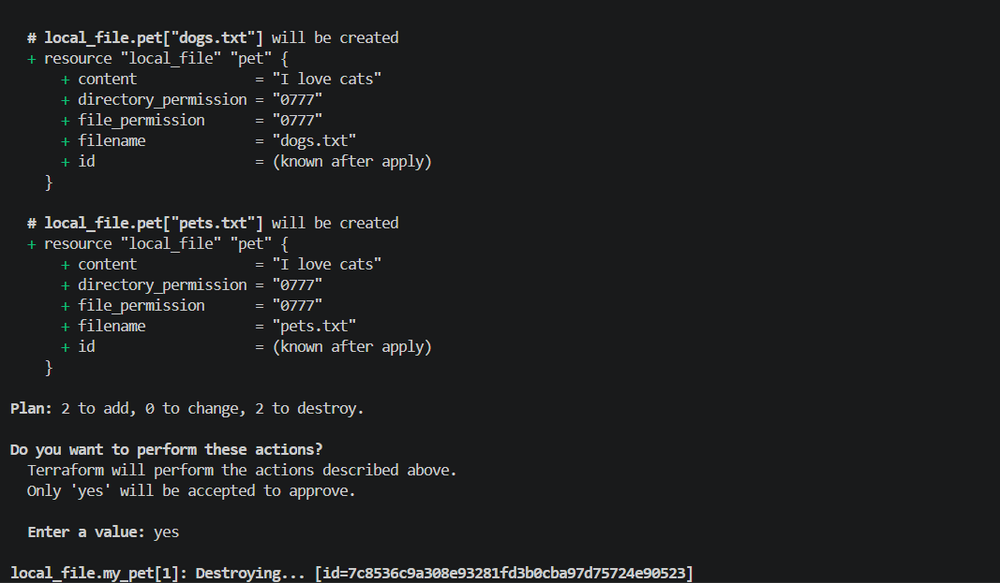 # local_file.pet["dogs.txt"] will be created
+ resource "local_file" "pet" {
+ content = "I love cats"
+ directory_permission = "0777"
+ file_permission = "0777"
+ filename = "dogs.txt"
+ id = (known after apply)
}
# local_file.pet["pets.txt"] will be created
+ resource "local_file" "pet" {
+ content = "I love cats"
+ directory_permission = "0777"
+ file_permission = "0777"
+ filename = "pets.txt"
+ id = (known after apply)
}
Plan: 2 to add, 0 to change, 2 to destroy.
Do you want to perform these actions?
Terraform will perform the actions described above.
Only 'yes' will be accepted to approve.
Enter a value: yes
local_file.my_pet[1]: Destroying... [id=7c8536c9a308e93281fd3b0cba97d75724e90523]